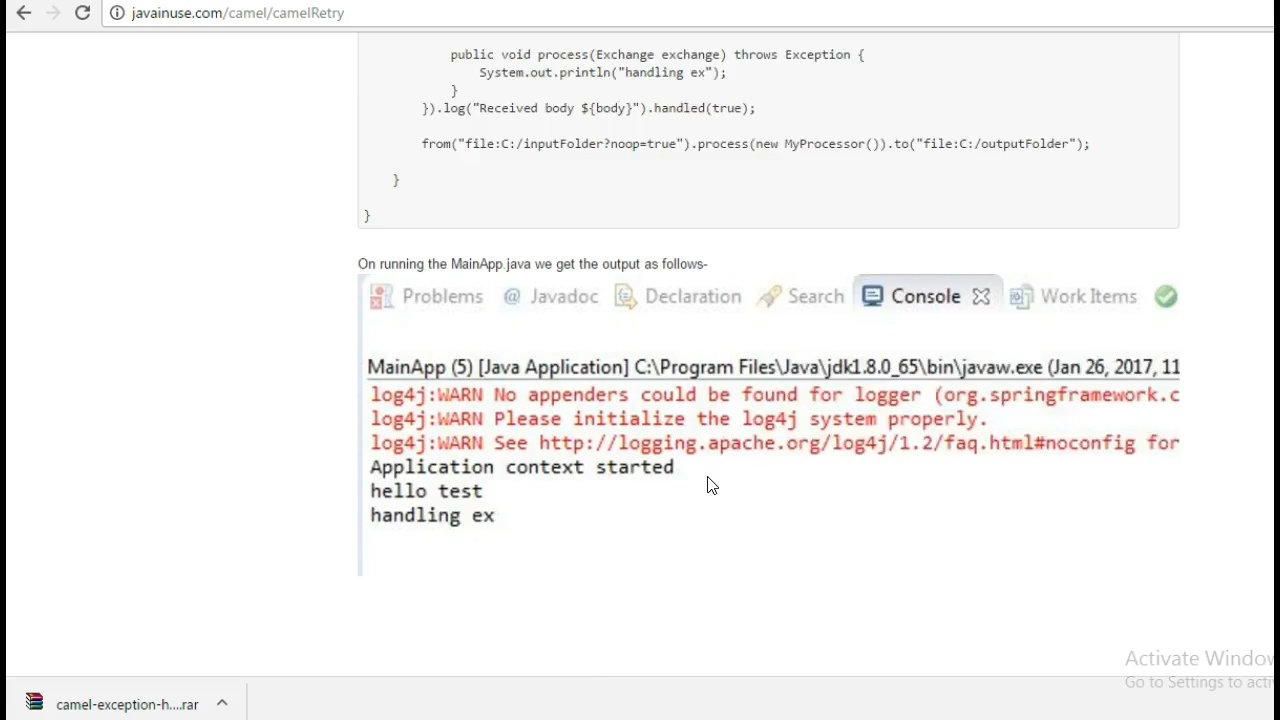 javainuse.com/camel/camelRetry
public void process(Exchange exchange) throws Exception {
System.out.println("handling ex");
}
}).log("Received body ${body}").handled(true);
from("file:C:/inputFolder?noop=true").process(new MyProcessor()).to("file:C:/outputFolder");
}
}
On running the MainApp.java we get the output as follows-
Problems @ Javadoc Declaration Search Console Work Items
MainApp (5) [Java Application] C:\Program Files\Java\jdk1.8.0_65\bin\javaw.exe (Jan 26, 2017, 11
log4j:WARN No appenders could be found for logger (org.springframework.c
log4j:WARN Please initialize the log4j system properly.
log4j:WARN See http://logging.apache.org/log4j/1.2/faq.html#noconfig for
Application context started
hello test
handling ex
Activate Window
Go to Settings to acti
camel-exception-h....rar